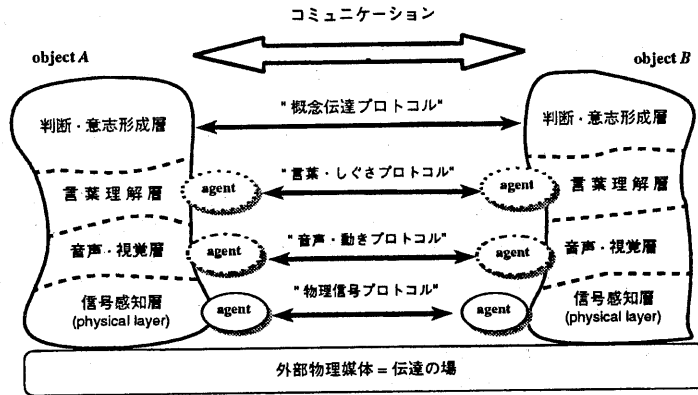 コミュニケーション
object A
object B
判断・意志形成層
"概念伝達プロトコル"
判断・意志形成層
言葉理解層
agent
"言葉・しぐさプロトコル"
agent
言葉理解層
音声・視覚層
agent
"音声・動きプロトコル"
agent
音声・視覚層
信号感知層
(physical layer)
agent
"物理信号プロトコル"
agent
信号感知層
(physical layer)
外部物理媒体 = 伝達の場